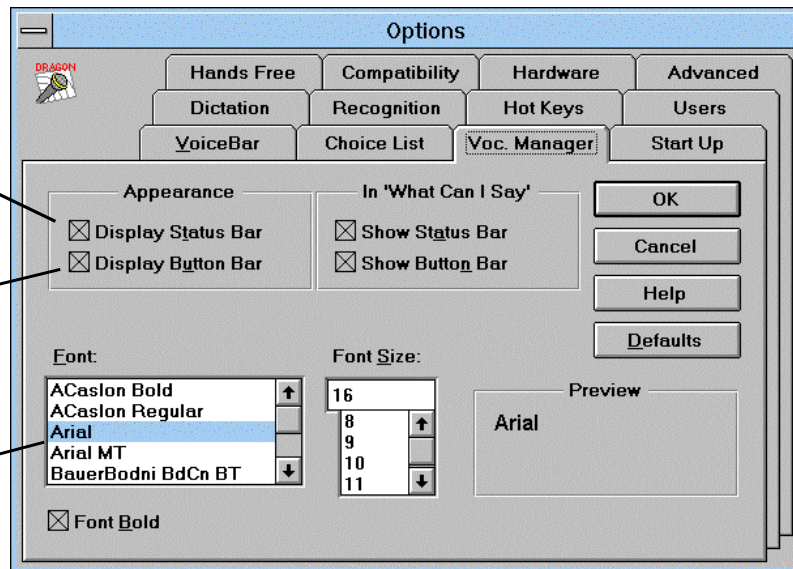 Options
DRAGON
Hands Free Compatibility Hardware Advanced
Dictation Recognition Hot Keys Users
VoiceBar Choice List Voc. Manager Start Up
Appearance In 'What Can I Say' OK
Display Status Bar Show Status Bar
Cancel
Display Button Bar Show Button Bar
Help
Defaults
Font: Font Size:
Preview
ACaslon Bold 16
ACaslon Regular
Arial 8 Arial
Arial MT 9
BauerBodni BdCn BT 10
11
Font Bold